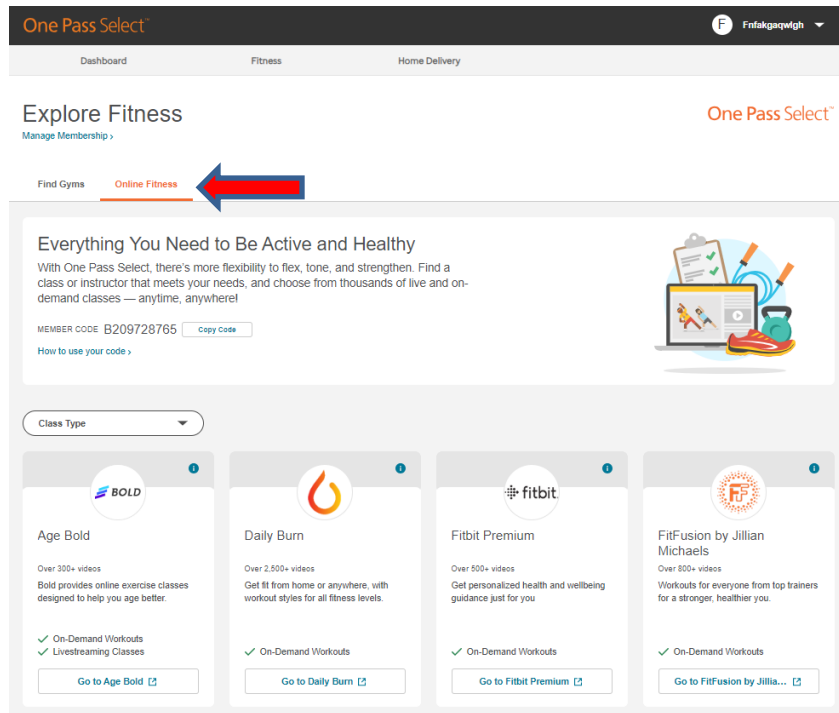 One Pass Select™
F Fnfakgaqwlgh
Dashboard Fitness Home Delivery
Explore Fitness
One Pass Select™
Manage Membership ›
Find Gyms Online Fitness
Everything You Need to Be Active and Healthy
With One Pass Select, there's more flexibility to flex, tone, and strengthen. Find a
class or instructor that meets your needs, and choose from thousands of live and on-
demand classes — anytime, anywhere!
MEMBER CODE B209728765 Copy Code
How to use your code ›
Class Type
BOLD
fitbit.
FF
Age Bold
Over 300+ videos
Bold provides online exercise classes
designed to help you age better.
On-Demand Workouts
Livestreaming Classes
Go to Age Bold
Daily Burn
Over 2,500+ videos
Get fit from home or anywhere, with
workout styles for all fitness levels.
On-Demand Workouts
Go to Daily Burn
Fitbit Premium
Over 500+ videos
Get personalized health and wellbeing
guidance just for you
On-Demand Workouts
Go to Fitbit Premium
FitFusion by Jillian
Michaels
Over 800+ videos
Workouts for everyone from top trainers
for a stronger, healthier you.
On-Demand Workouts
Go to FitFusion by Jillia...